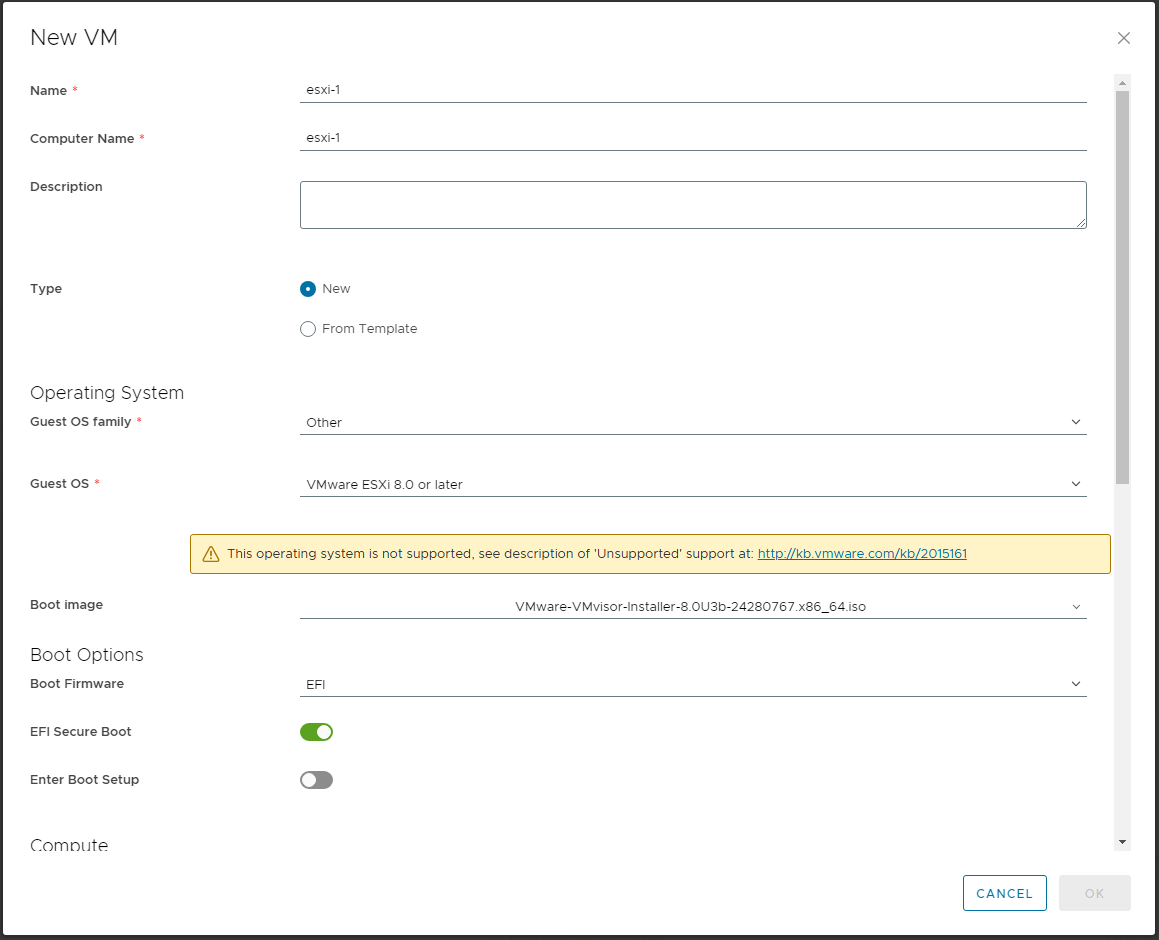 New VM
Name *
esxi-1
Computer Name *
esxi-1
Description
Type
New
From Template
Operating System
Guest OS family *
Other
Guest OS *
VMware ESXi 8.0 or later
This operating system is not supported, see description of 'Unsupported' support at: http://kb.vmware.com/kb/2015161
Boot image
VMware-VMvisor-Installer-8.0U3b-24280767.x86_64.iso
Boot Options
Boot Firmware
EFI
EFI Secure Boot
Enter Boot Setup
Compute
CANCEL
OK